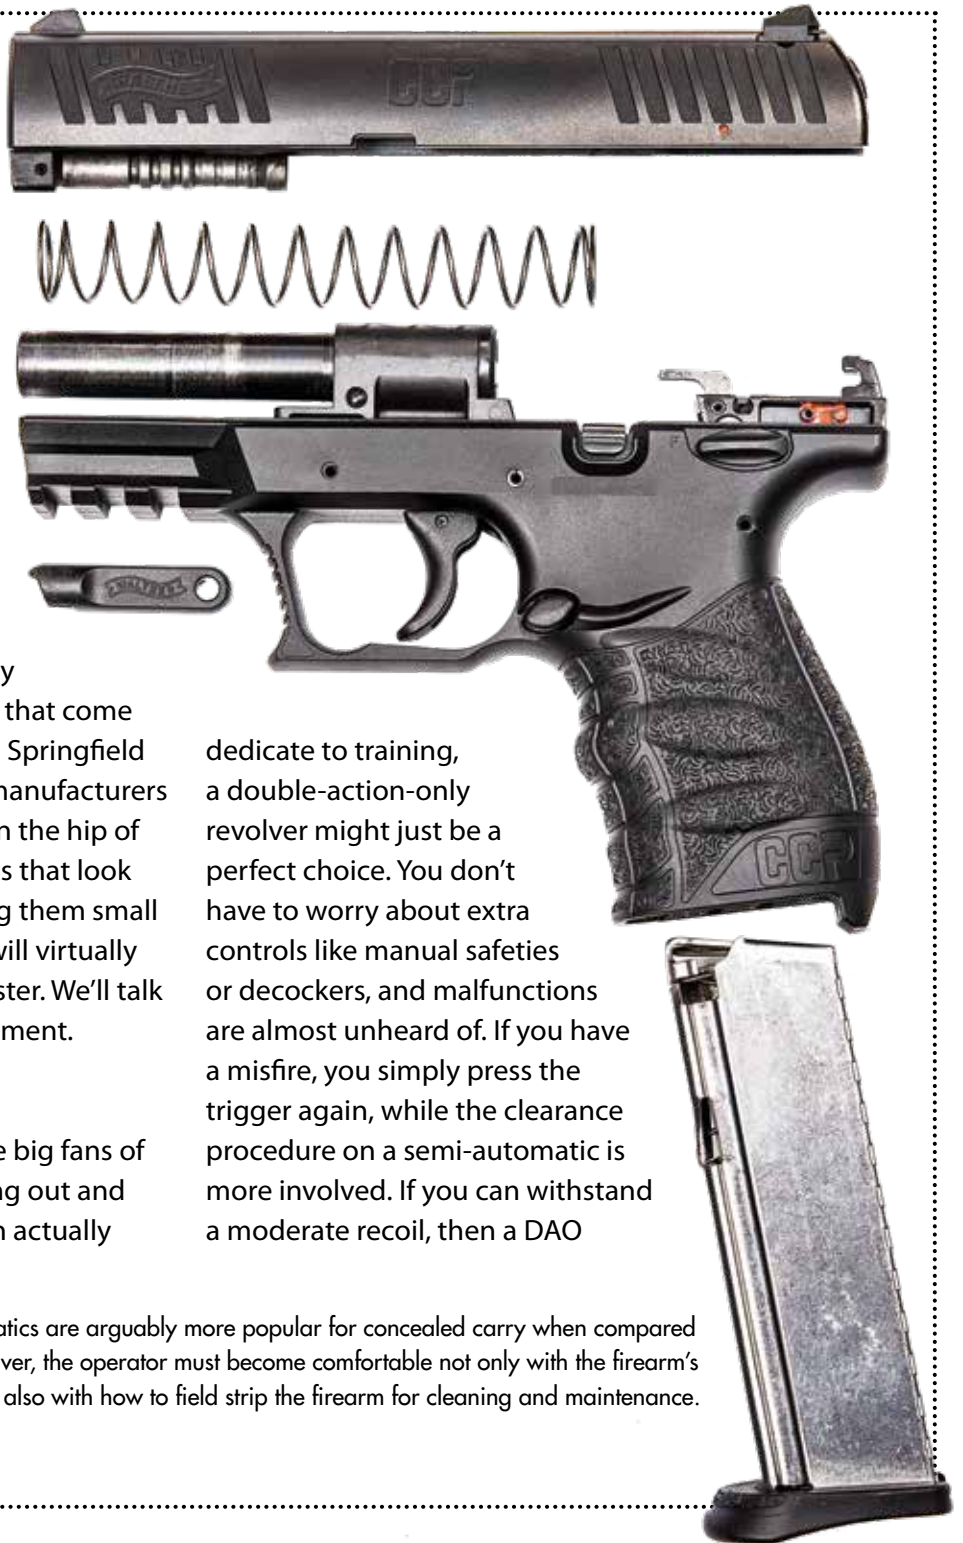 WALTHER
CCP
F
WALTHER
CCP
y
that come
Springfield
manufacturers
n the hip of
s that look
g them small
will virtually
ster. We’ll talk
ment.
e big fans of
ng out and
n actually
dedicate to training,
a double-action-only
revolver might just be a
perfect choice. You don’t
have to worry about extra
controls like manual safeties
or decockers, and malfunctions
are almost unheard of. If you have
a misfire, you simply press the
trigger again, while the clearance
procedure on a semi-automatic is
more involved. If you can withstand
a moderate recoil, then a DAO
atics are arguably more popular for concealed carry when compared
ver, the operator must become comfortable not only with the firearm’s
also with how to field strip the firearm for cleaning and maintenance.